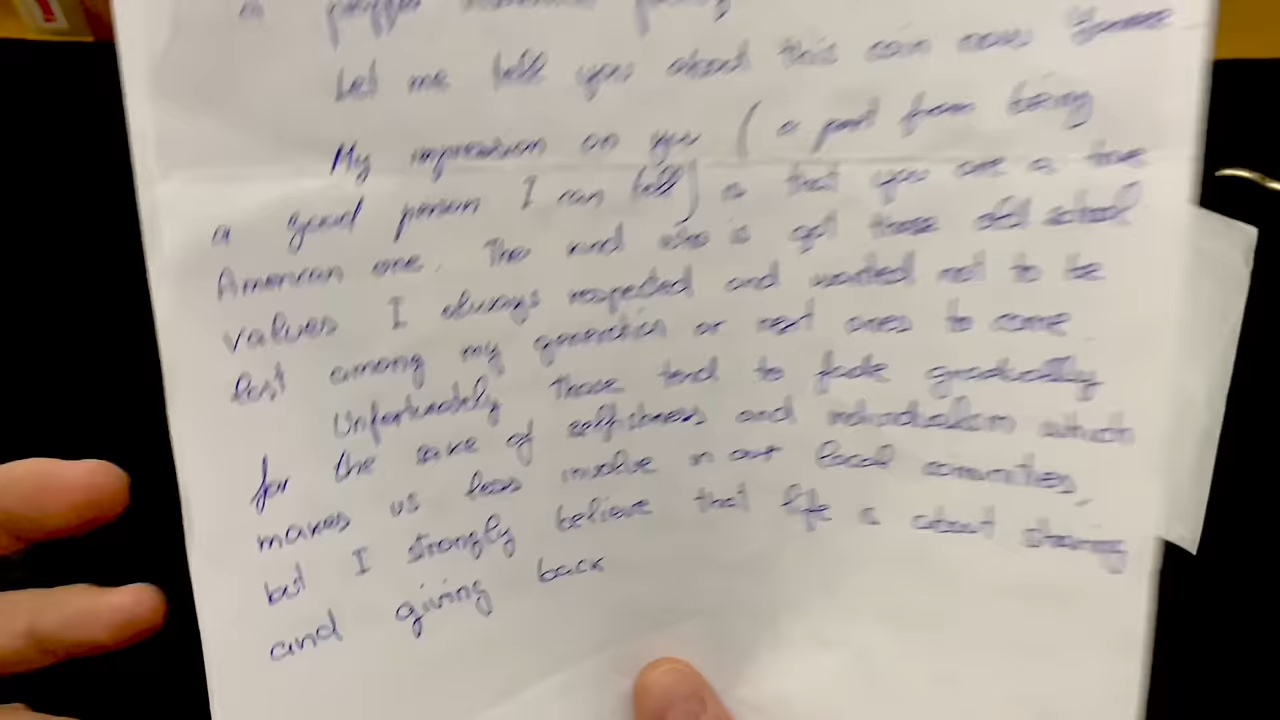 a
Let me tell you about this coin now
My impression on you ( a part from being
a good person I can tell) is that you are a true
American one. The kind who is got those old school
values I always respected and wanted not to be
lost among my generation or next ones to come
Unfortunately those tend to fade gradually
for the sake of selfishness and individualism which
makes us less involve in our local comunities,
but I strongly believe that life is about sharing
and giving back